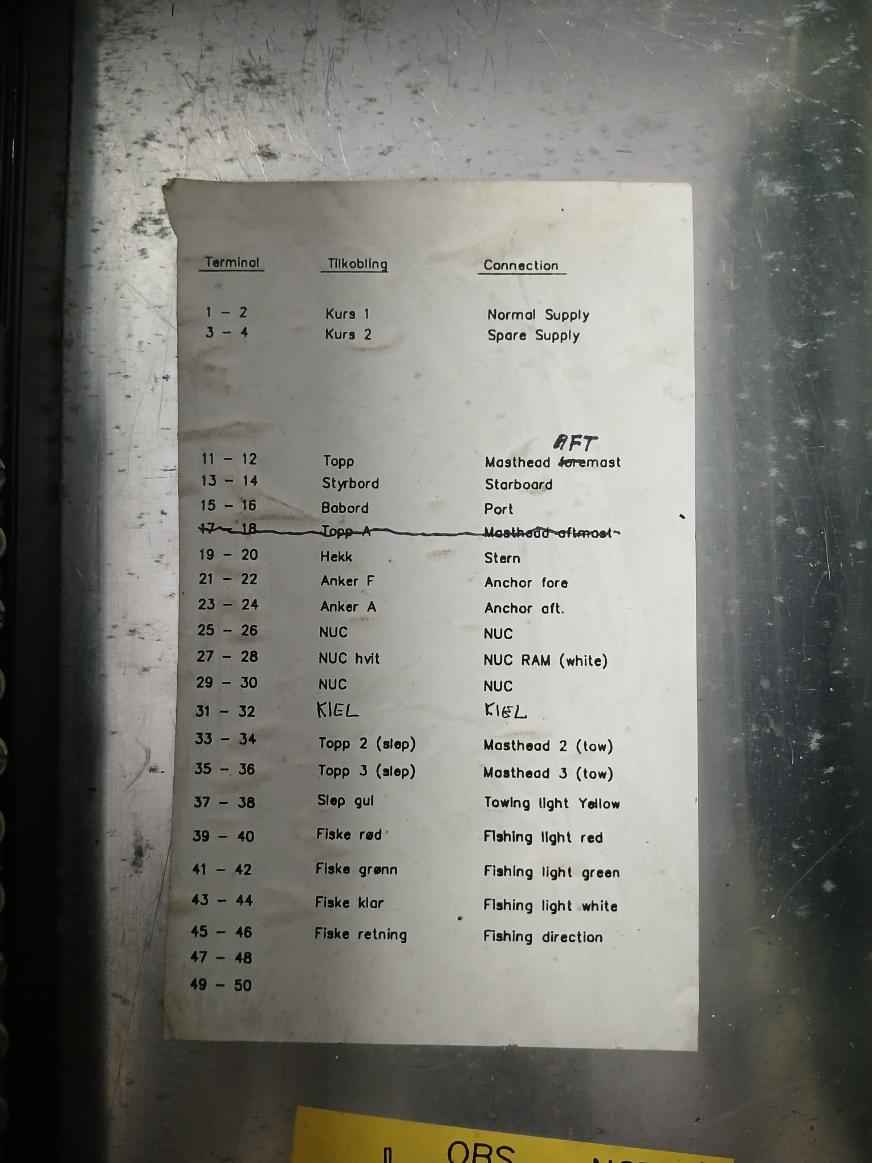 Terminal Tilkobling Connection
1 - 2 Kurs 1 Normal Supply
3 - 4 Kurs 2 Spare Supply
AFT
11 - 12 Topp Masthead foremast
13 - 14 Styrbord Starboard
15 - 16 Babord Port
17 - 18 Topp A Masthead aftmast
19 - 20 Hekk Stern
21 - 22 Anker F Anchor fore
23 - 24 Anker A Anchor aft.
25 - 26 NUC NUC
27 - 28 NUC hvit NUC RAM (white)
29 - 30 NUC NUC
31 - 32 KIEL KIEL
33 - 34 Topp 2 (slep) Masthead 2 (tow)
35 - 36 Topp 3 (slep) Masthead 3 (tow)
37 - 38 Slep gul Towing light Yellow
39 - 40 Fiske rød Fishing light red
41 - 42 Fiske grønn Fishing light green
43 - 44 Fiske klar Fishing light white
45 - 46 Fiske retning Fishing direction
47 - 48
49 - 50
OBS